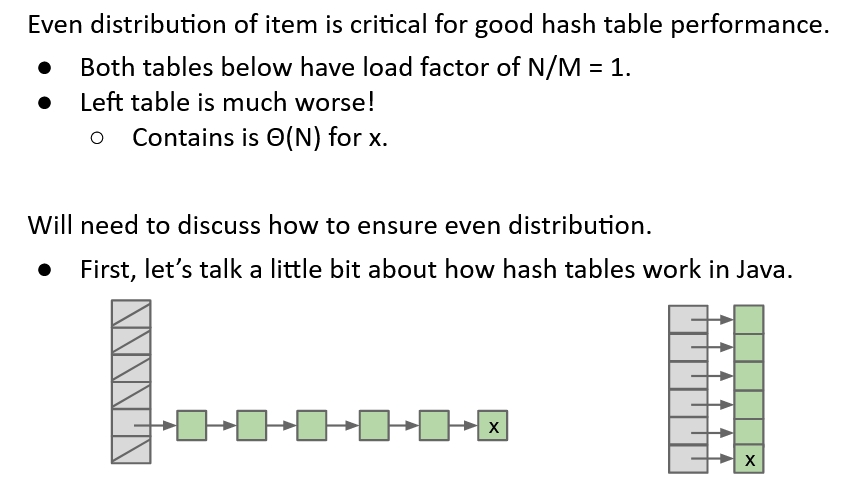 Even distribution of item is critical for good hash table performance.
● Both tables below have load factor of N/M = 1.
● Left table is much worse!
○ Contains is Θ(N) for x.
Will need to discuss how to ensure even distribution.
● First, let’s talk a little bit about how hash tables work in Java.
x
x